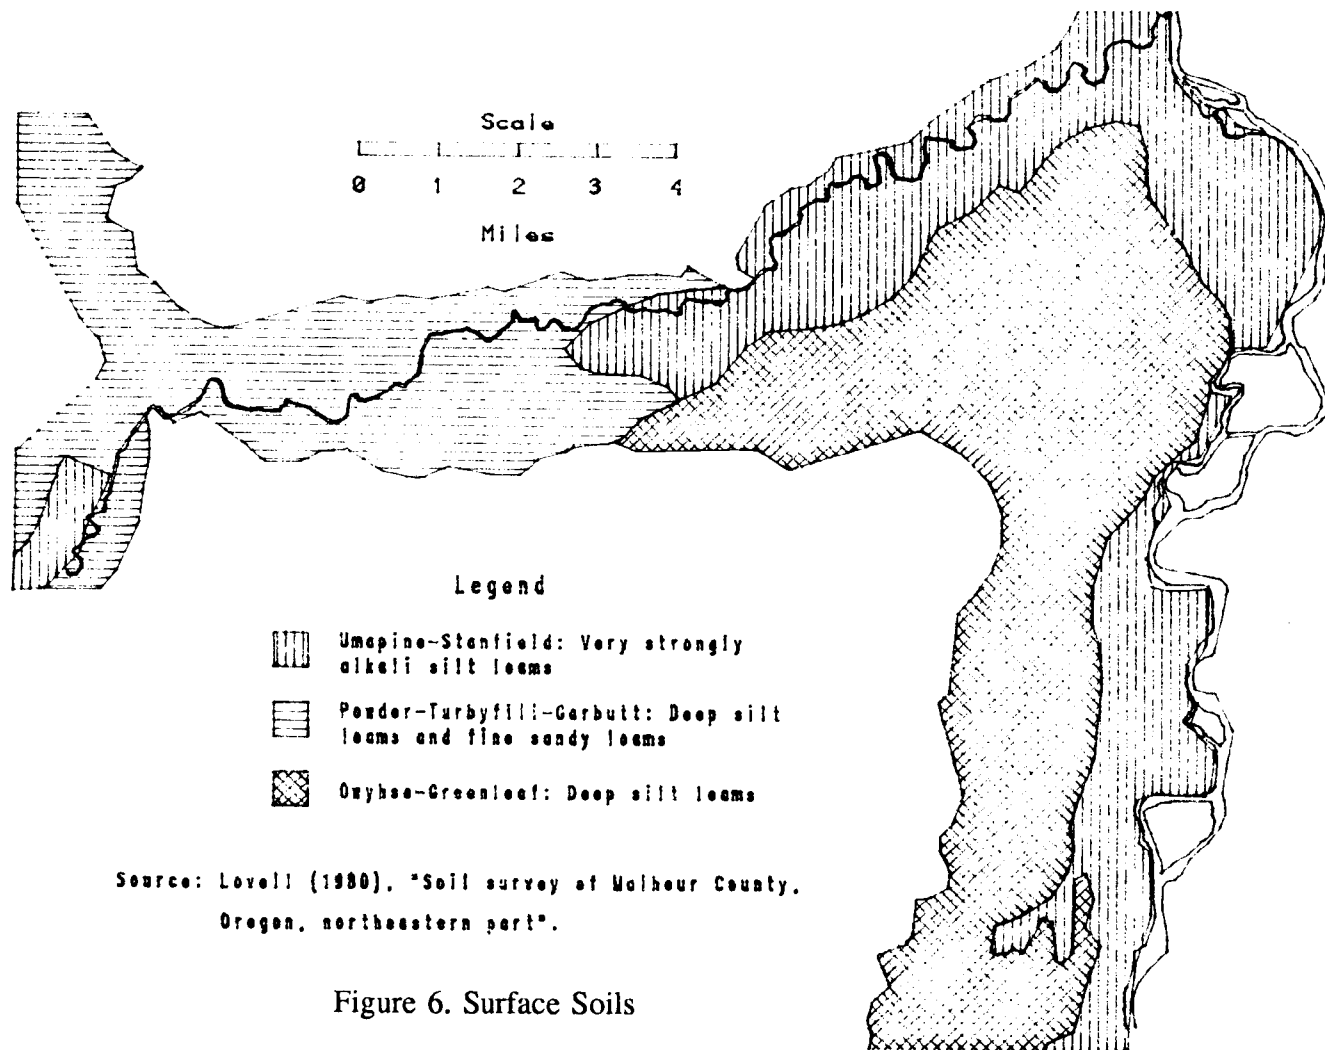 Scale
0 1 2 3 4
Miles
Legend
Umapine-Stanfield: Very strongly
alkali silt loams
Powder-Turbyfill-Garbutt: Deep silt
loams and fine sandy loams
Owyhee-Greenleaf: Deep silt loams
Source: Lovell (1980), "Soil survey of Malheur County,
Oregon, northeastern part".
Figure 6. Surface Soils